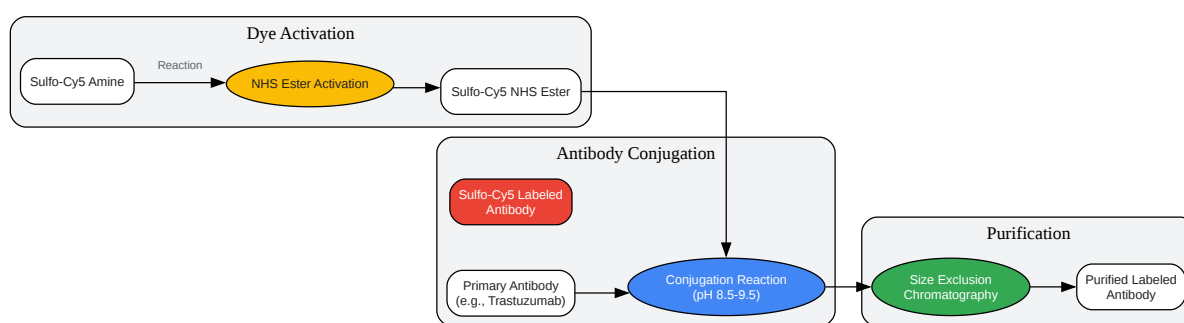 Dye Activation
Sulfo-Cy5 Amine
Reaction
NHS Ester Activation
Sulfo-Cy5 NHS Ester
Antibody Conjugation
Sulfo-Cy5 Labeled
Antibody
Primary Antibody
(e.g., Trastuzumab)
Conjugation Reaction
(pH 8.5-9.5)
Purification
Size Exclusion
Chromatography
Purified Labeled
Antibody